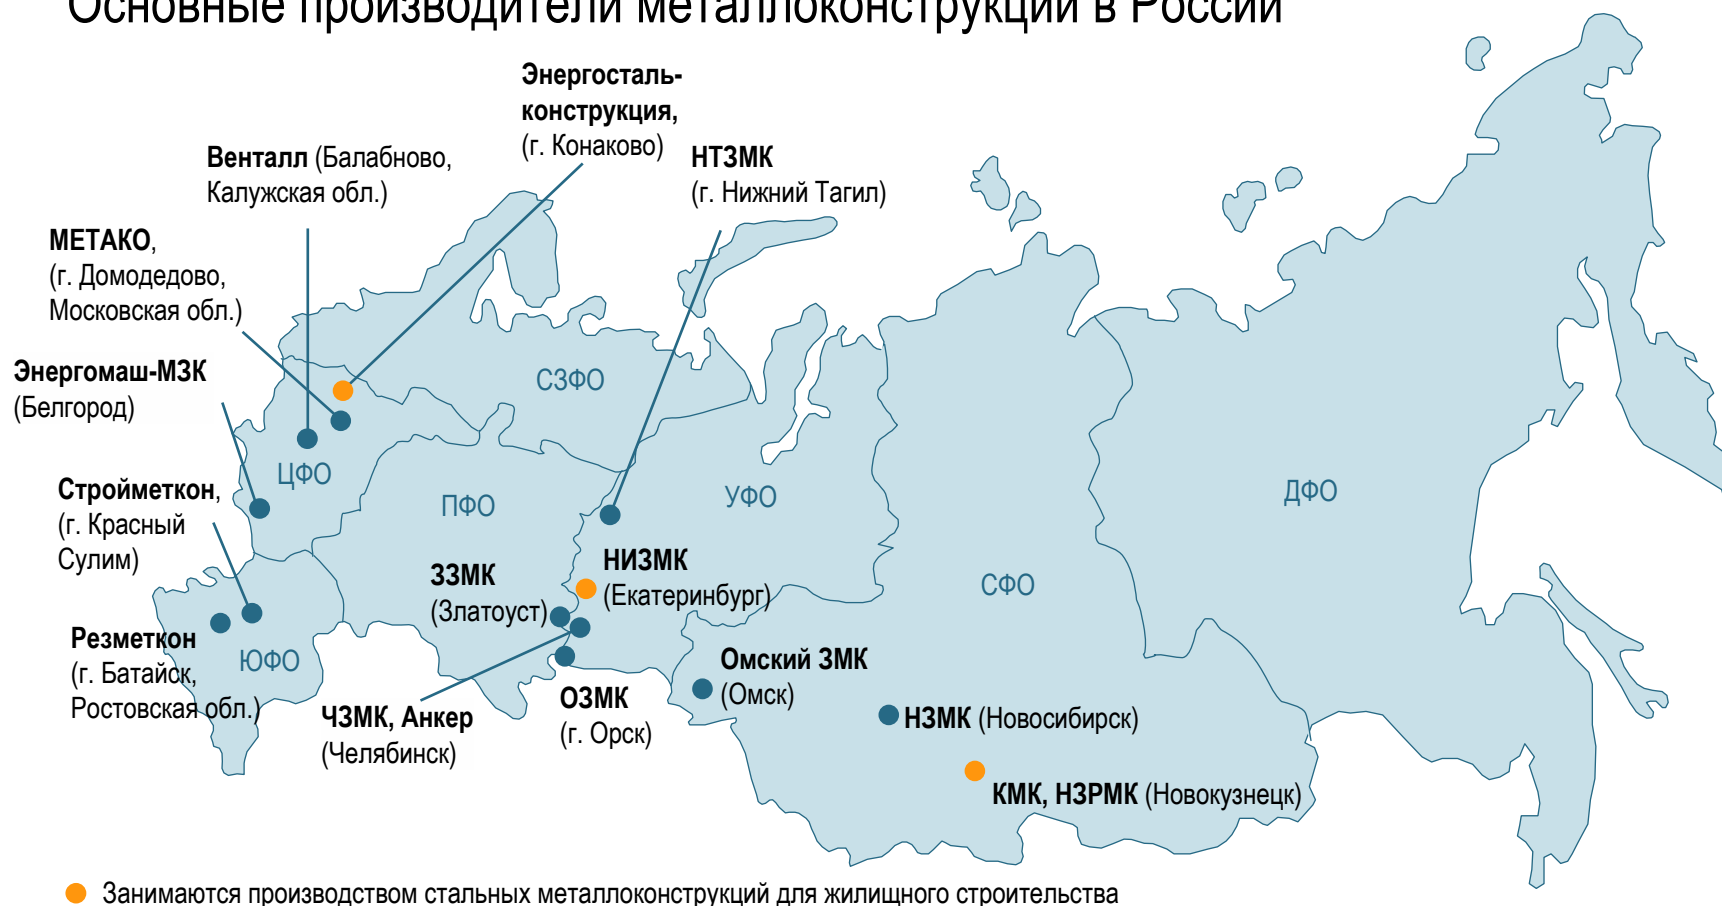 Основные производители металлоконструкций в России
Энергосталь-
конструкция,
(г. Конаково)
Венталл (Балабново,
Калужская обл.)
НТЗМК
(г. Нижний Тагил)
МЕТАКО,
(г. Домодедово,
Московская обл.)
Энергомаш-МЗК
(Белгород)
СЗФО
ЦФО
Стройметкон,
(г. Красный
Сулим)
ПФО
УФО
ДФО
ЗЗМК
(Златоуст)
НИЗМК
(Екатеринбург)
СФО
Резметкон
(г. Батайск,
Ростовская обл.)
ЮФО
ЧЗМК, Анкер
(Челябинск)
ОЗМК
(г. Орск)
Омский ЗМК
(Омск)
НЗМК (Новосибирск)
КМК, НЗРМК (Новокузнецк)
Занимаются производством стальных металлоконструкций для жилищного строительства